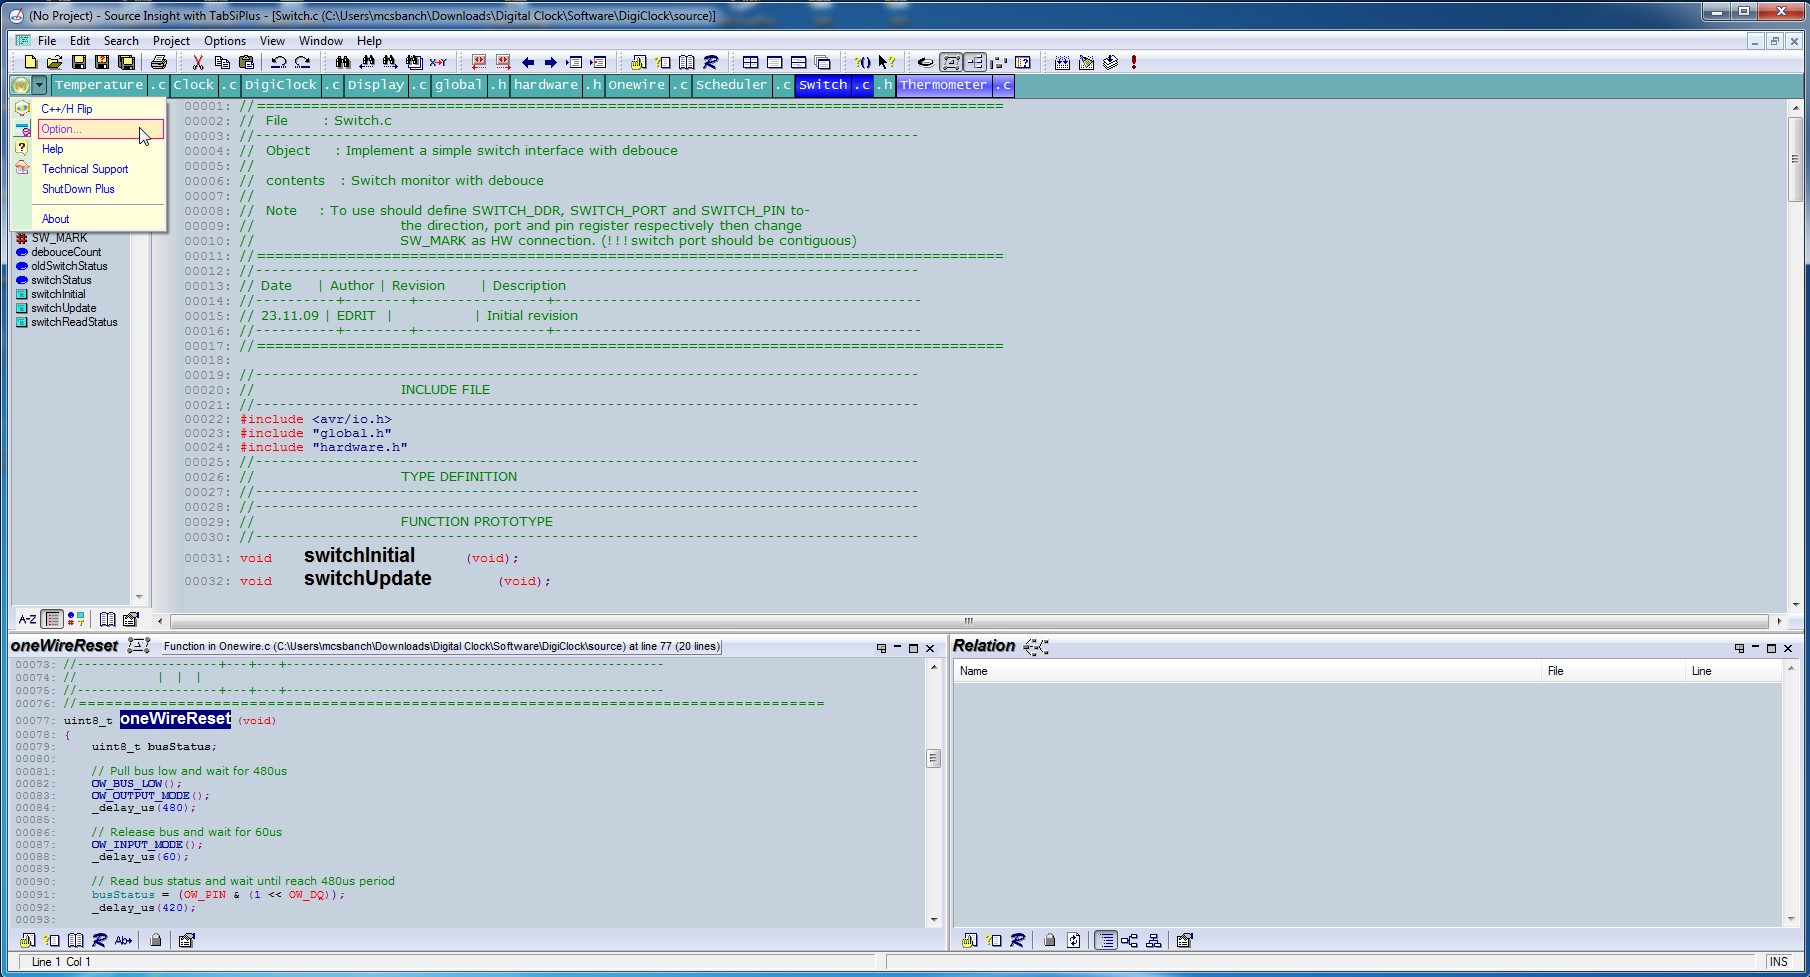 (No Project) - Source Insight with TabSiPlus - [Switch.c (C:\Users\mcsbanch\Downloads\Digital Clock\Software\DigiClock\source)]
File Edit Search Project Options View Window Help
Temperature .c Clock .c DigiClock .c Display .c global .h hardware .h Onewire .c Scheduler .c Switch .c .h Thermometer .c
C++/H Flip
Option...
Help
Technical Support
ShutDown Plus
About
SW_MARK
debouceCount
oldSwitchStatus
switchStatus
switchInitial
switchUpdate
switchReadStatus
A-Z
00001: //===================================================================================
00002: // File : Switch.c
00003: //-----------------------------------------------------------------------------------
00004: // Object : Implement a simple switch interface with debouce
00005: //
00006: // contents : Switch monitor with debouce
00007: //
00008: // Note : To use should define SWITCH_DDR, SWITCH_PORT and SWITCH_PIN to-
00009: // the direction, port and pin register respectively then change
00010: // SW_MARK as HW connection. (!!!switch port should be contiguous)
00011: //===================================================================================
00012: //-----------------------------------------------------------------------------------
00013: // Date | Author | Revision | Description
00014: //----------+--------+----------------+----------------------------------------------
00015: // 23.11.09 | EDRIT | | Initial revision
00016: //----------+--------+----------------+----------------------------------------------
00017: //===================================================================================
00018:
00019: //-----------------------------------------------------------------------------------
00020: // INCLUDE FILE
00021: //-----------------------------------------------------------------------------------
00022: #include <avr/io.h>
00023: #include "global.h"
00024: #include "hardware.h"
00025: //-----------------------------------------------------------------------------------
00026: // TYPE DEFINITION
00027: //-----------------------------------------------------------------------------------
00028: //-----------------------------------------------------------------------------------
00029: // FUNCTION PROTOTYPE
00030: //-----------------------------------------------------------------------------------
00031: void switchInitial (void);
00032: void switchUpdate (void);
oneWireReset Function in Onewire.c (C:\Users\mcsbanch\Downloads\Digital Clock\Software\DigiClock\source) at line 77 (20 lines)
00073: //--------------------+---+---+------------------------------------------------------
00074: // | | |
00075: //--------------------+---+---+------------------------------------------------------
00076: //===================================================================================
00077: uint8_t oneWireReset (void)
00078: {
00079: uint8_t busStatus;
00080:
00081: // Pull bus low and wait for 480us
00082: OW_BUS_LOW();
00083: OW_OUTPUT_MODE();
00084: _delay_us(480);
00085:
00086: // Release bus and wait for 60us
00087: OW_INPUT_MODE();
00088: _delay_us(60);
00089:
00090: // Read bus status and wait until reach 480us period
00091: busStatus = (OW_PIN & (1 << OW_DQ));
00092: _delay_us(420);
00093:
Relation
Name File Line
Line 1 Col 1
INS